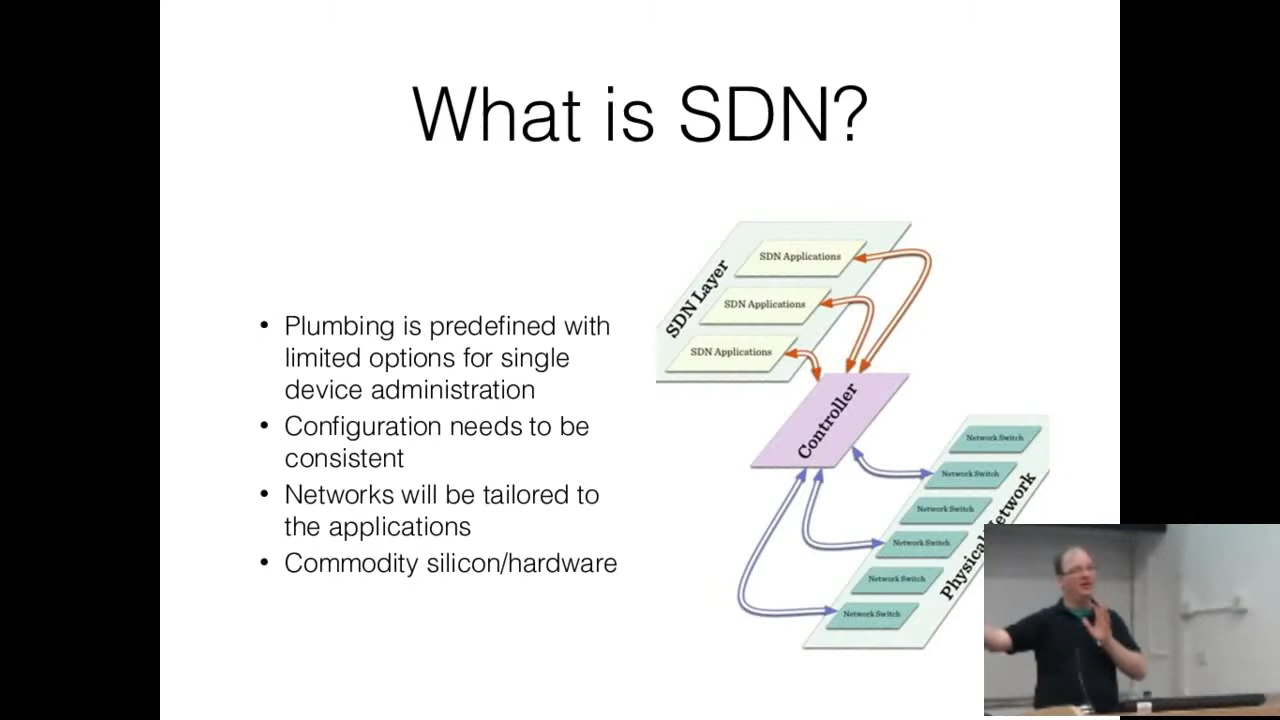 What is SDN?
• Plumbing is predefined with
limited options for single
device administration
• Configuration needs to be
consistent
• Networks will be tailored to
the applications
• Commodity silicon/hardware
SDN Layer
SDN Applications
SDN Applications
SDN Applications
Controller
Network Switch
Network Switch
Network Switch
Network Switch
Network Switch
Network Switch
Physical Network